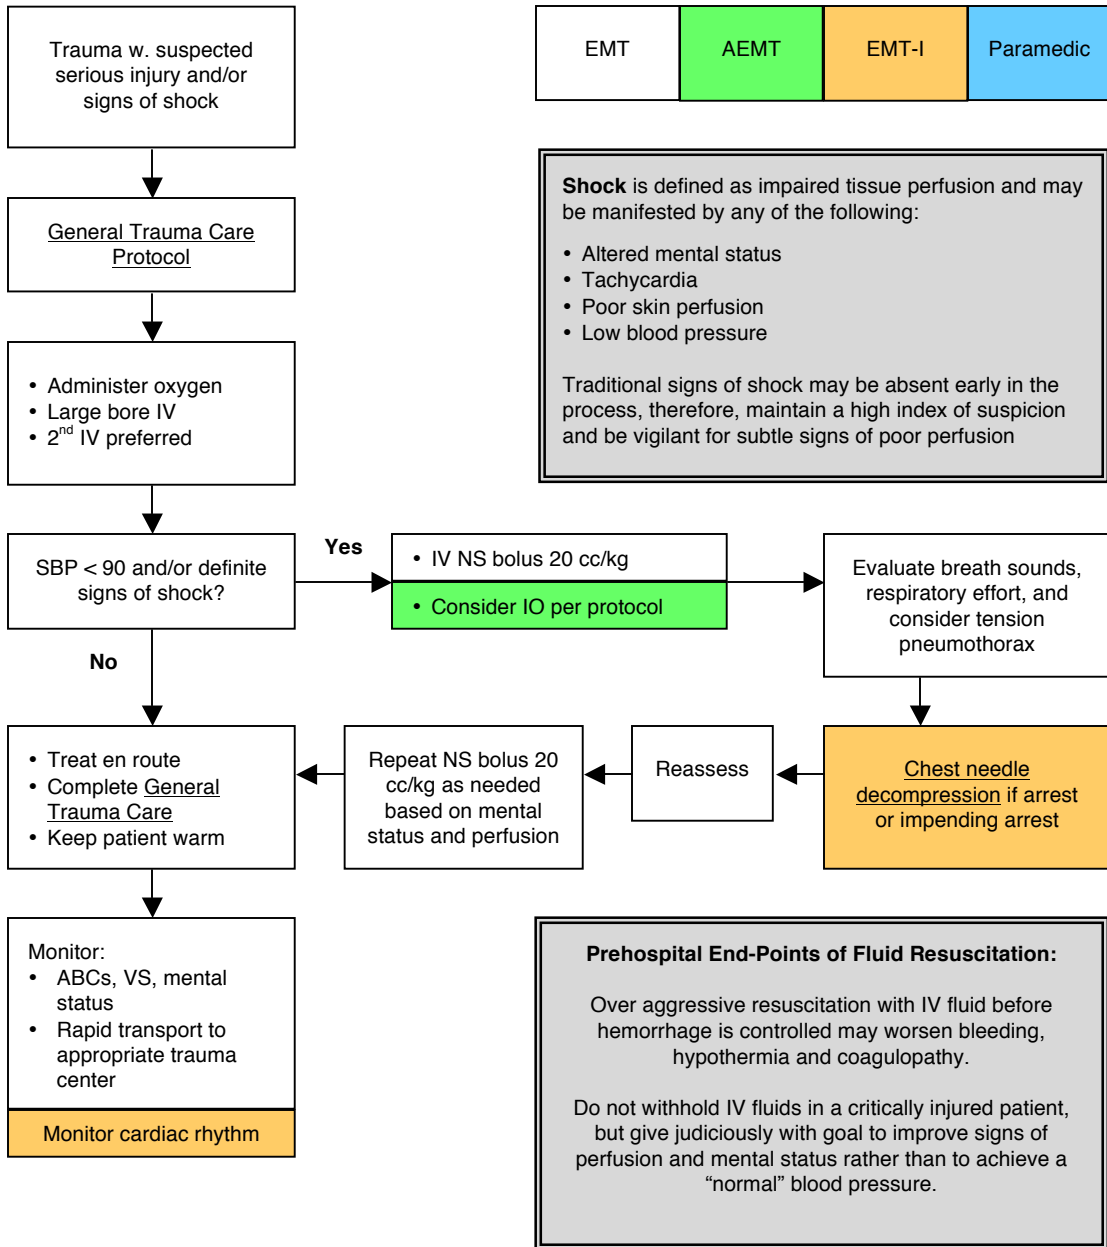 Trauma w. suspected
serious injury and/or
signs of shock
EMT
AEMT
EMT-I
Paramedic
General Trauma Care
Protocol
Shock is defined as impaired tissue perfusion and may
be manifested by any of the following:
• Altered mental status
• Tachycardia
• Poor skin perfusion
• Low blood pressure
Traditional signs of shock may be absent early in the
process, therefore, maintain a high index of suspicion
and be vigilant for subtle signs of poor perfusion
• Administer oxygen
• Large bore IV
• 2nd IV preferred
SBP < 90 and/or definite
signs of shock?
Yes
• IV NS bolus 20 cc/kg
• Consider IO per protocol
Evaluate breath sounds,
respiratory effort, and
consider tension
pneumothorax
No
Chest needle
decompression if arrest
or impending arrest
Reassess
Repeat NS bolus 20
cc/kg as needed
based on mental
status and perfusion
• Treat en route
• Complete General
Trauma Care
• Keep patient warm
Monitor:
• ABCs, VS, mental
status
• Rapid transport to
appropriate trauma
center
Monitor cardiac rhythm
Prehospital End-Points of Fluid Resuscitation:
Over aggressive resuscitation with IV fluid before
hemorrhage is controlled may worsen bleeding,
hypothermia and coagulopathy.
Do not withhold IV fluids in a critically injured patient,
but give judiciously with goal to improve signs of
perfusion and mental status rather than to achieve a
“normal” blood pressure.